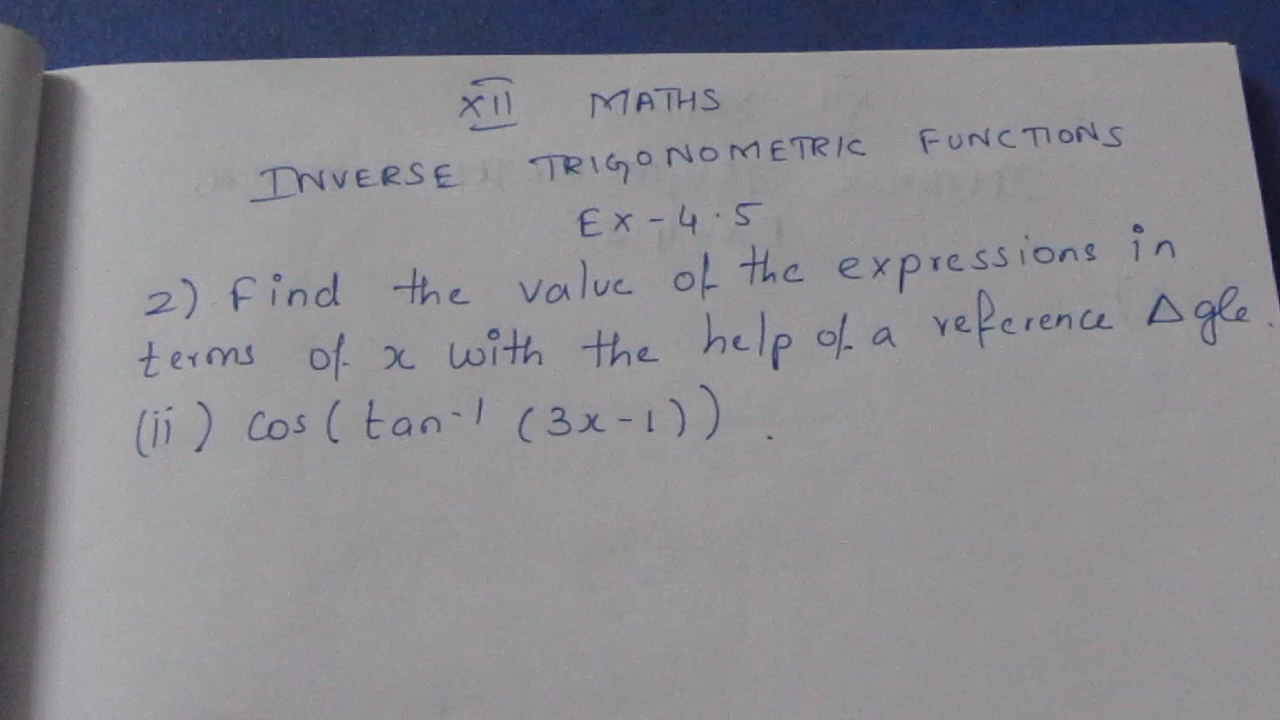 XII MATHS
INVERSE TRIGONOMETRIC FUNCTIONS
Ex - 4.5
2). Find the value of the expressions in
terms of x with the help of a reference Δgle.
(ii) cos(tan⁻¹ (3x-1)).